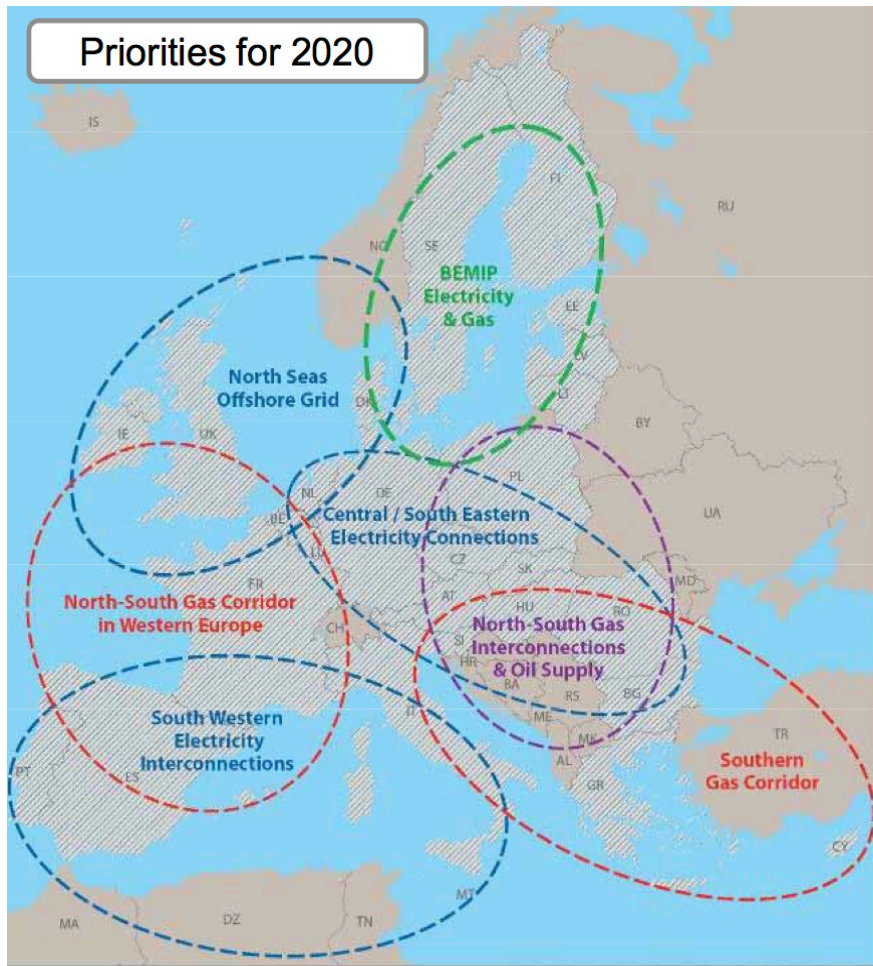 Priorities for 2020
IS
RU
FI
NO
SE
BEMIP
Electricity
& Gas
EE
LV
LT
North Seas
Offshore Grid
DK
BY
IE
UK
PL
NL
DE
UA
BE
Central / South Eastern
Electricity Connections
LU
CZ
SK
FR
MD
AT
HU
RO
North-South Gas Corridor
in Western Europe
CH
North-South Gas
Interconnections
& Oil Supply
SI
HR
BA
RS
BG
IT
ME
MK
AL
South Western
Electricity
Interconnections
TR
Southern
Gas Corridor
PT
ES
GR
CY
MT
MA
DZ
TN